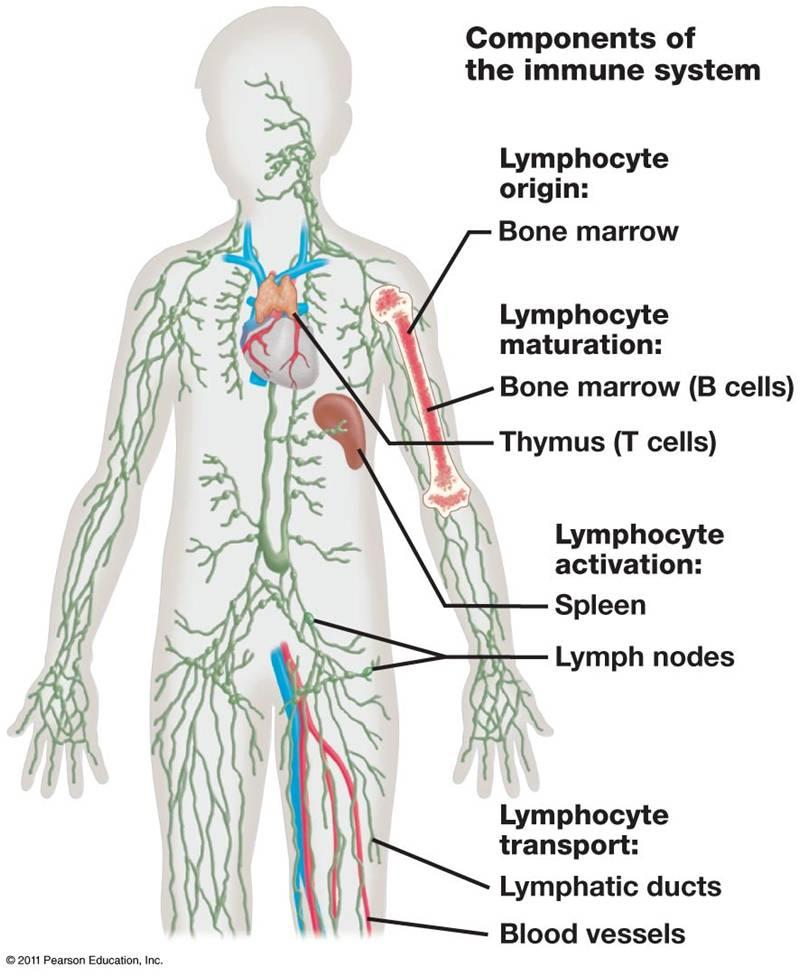 Components of
the immune system
Lymphocyte
origin:
Bone marrow
Lymphocyte
maturation:
Bone marrow (B cells)
Thymus (T cells)
Lymphocyte
activation:
Spleen
Lymph nodes
Lymphocyte
transport:
Lymphatic ducts
Blood vessels
© 2011 Pearson Education, Inc.